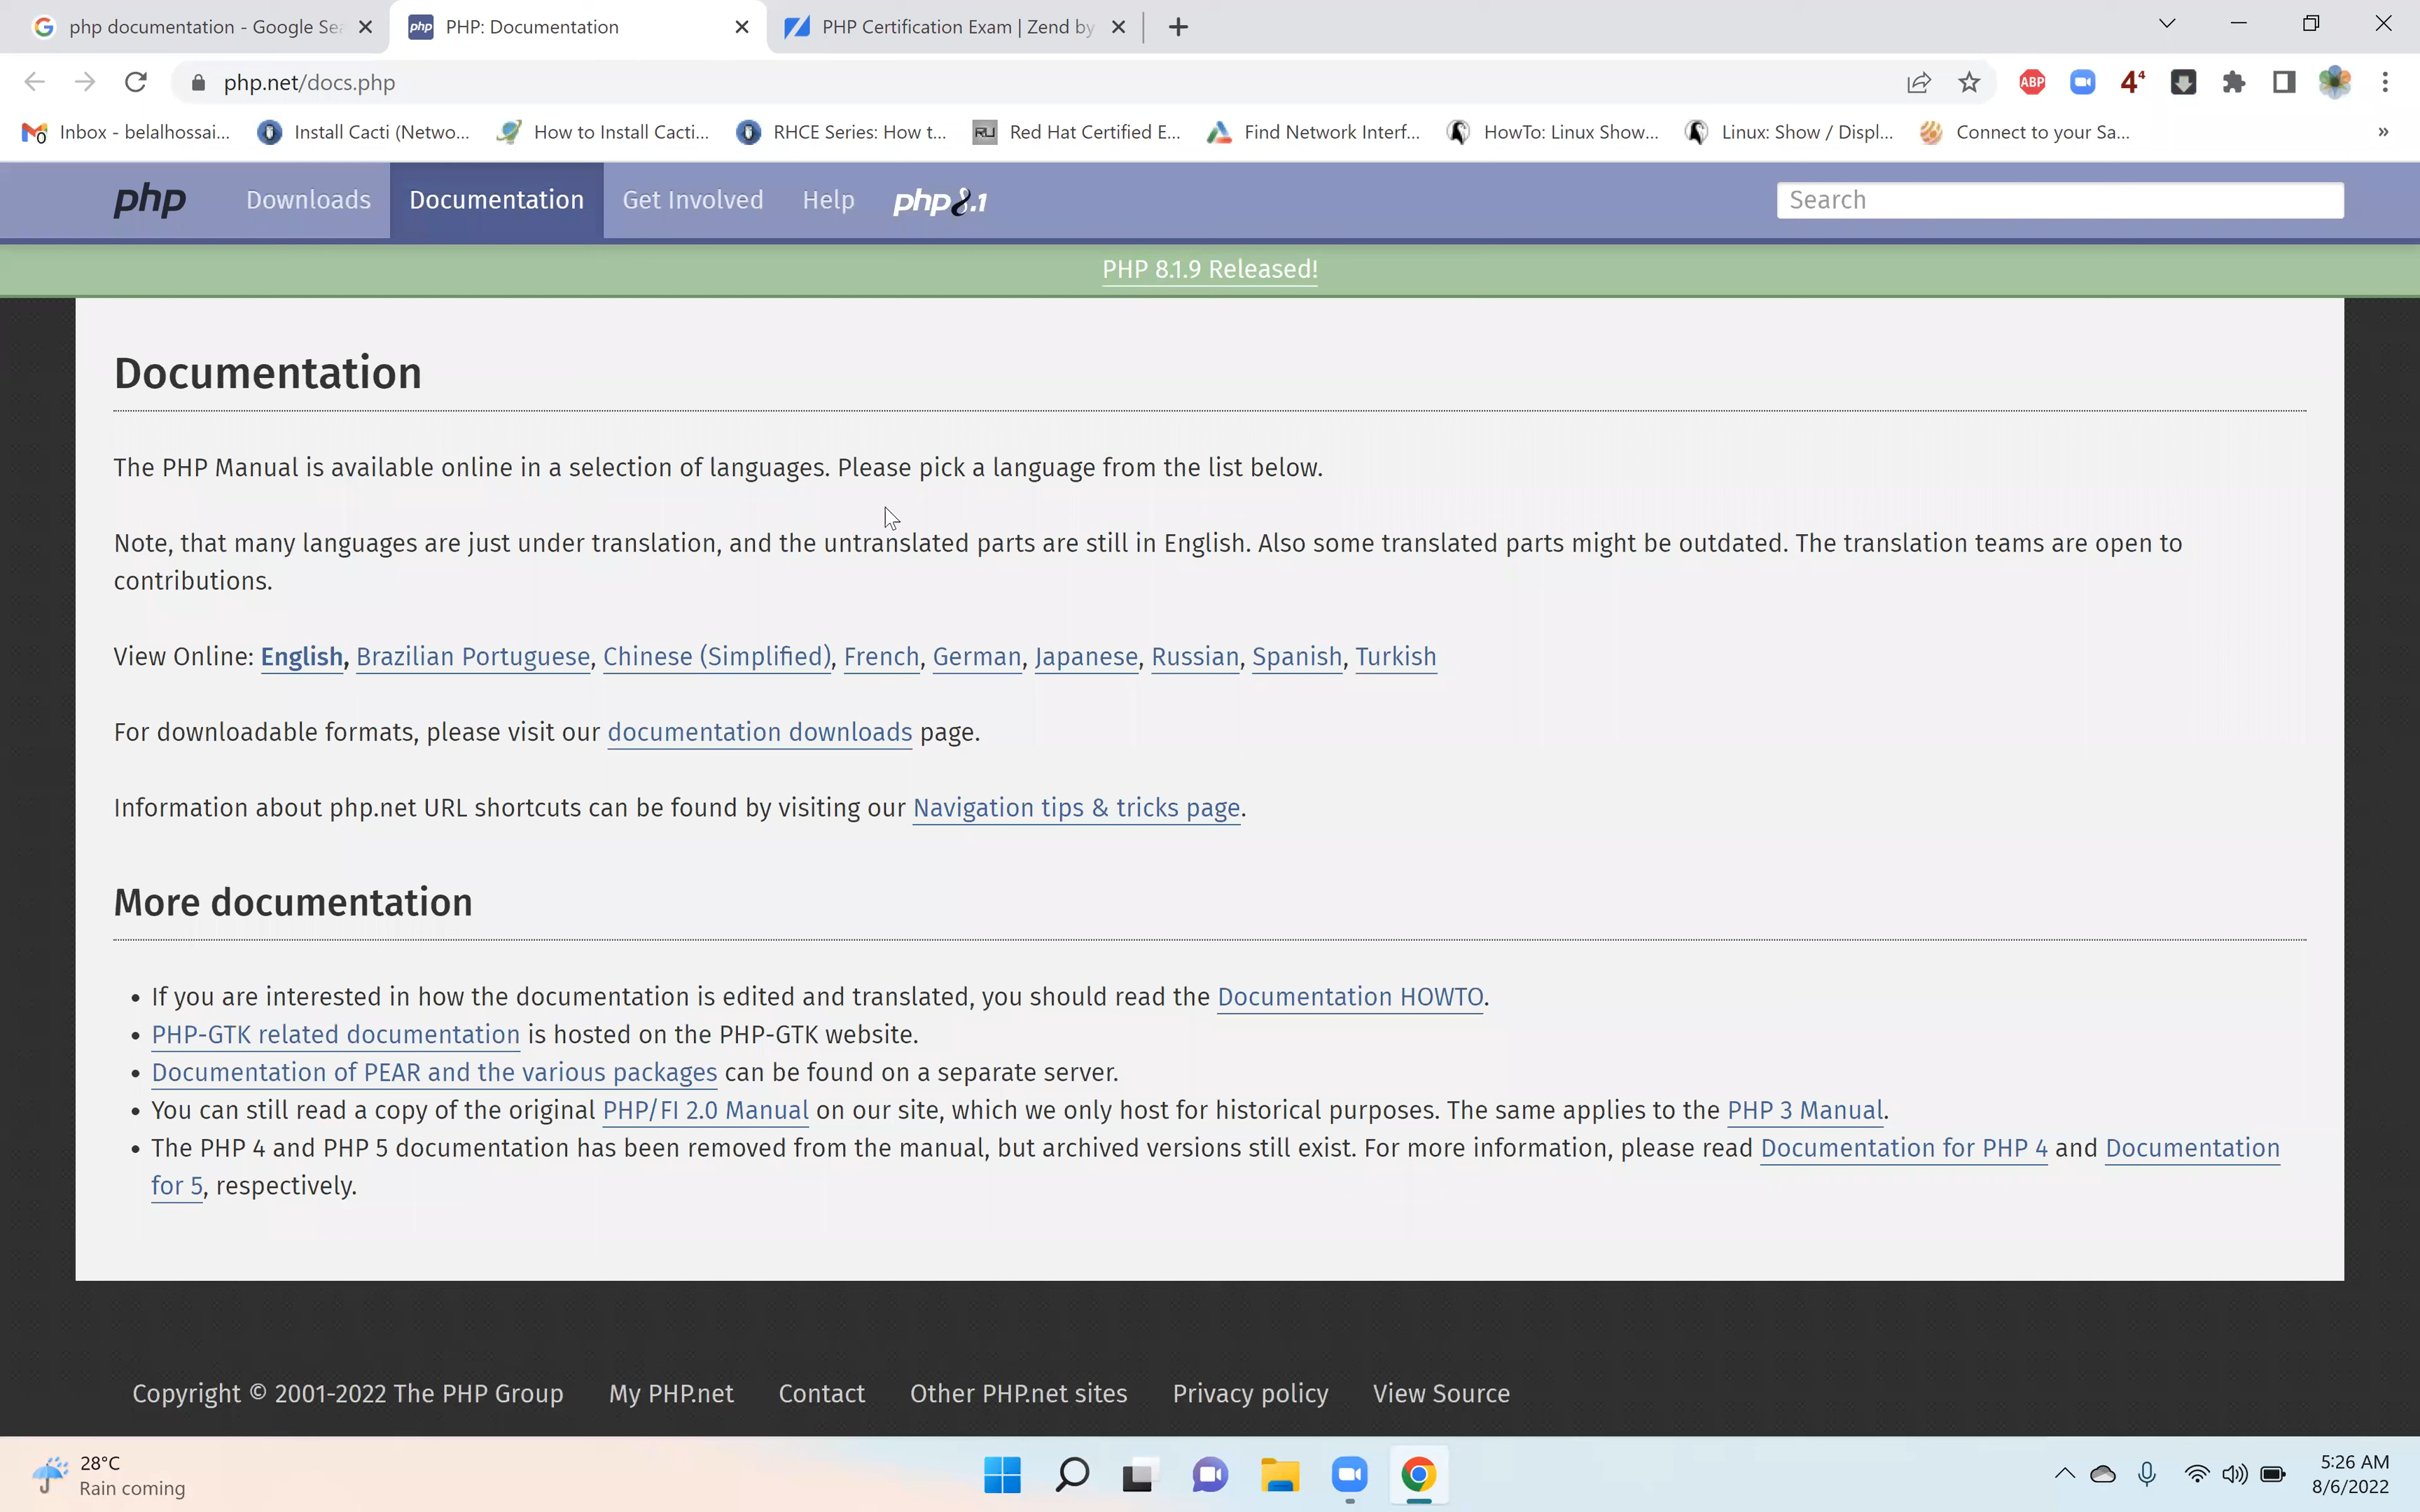 php documentation - Google Sea
PHP: Documentation
PHP Certification Exam | Zend by
php.net/docs.php
ABP
4⁴
Inbox - belalhossai...
Install Cacti (Netwo...
How to Install Cacti...
RHCE Series: How t...
RU
Red Hat Certified E...
Find Network Interf...
HowTo: Linux Show...
Linux: Show / Displ...
Connect to your Sa...
»
php
Downloads
Documentation
Get Involved
Help
php8.1
Search
PHP 8.1.9 Released!
Documentation
The PHP Manual is available online in a selection of languages. Please pick a language from the list below.
Note, that many languages are just under translation, and the untranslated parts are still in English. Also some translated parts might be outdated. The translation teams are open to
contributions.
View Online: English, Brazilian Portuguese, Chinese (Simplified), French, German, Japanese, Russian, Spanish, Turkish
For downloadable formats, please visit our documentation downloads page.
Information about php.net URL shortcuts can be found by visiting our Navigation tips & tricks page.
More documentation
• If you are interested in how the documentation is edited and translated, you should read the Documentation HOWTO.
• PHP-GTK related documentation is hosted on the PHP-GTK website.
• Documentation of PEAR and the various packages can be found on a separate server.
• You can still read a copy of the original PHP/FI 2.0 Manual on our site, which we only host for historical purposes. The same applies to the PHP 3 Manual.
• The PHP 4 and PHP 5 documentation has been removed from the manual, but archived versions still exist. For more information, please read Documentation for PHP 4 and Documentation
for 5, respectively.
Copyright © 2001-2022 The PHP Group
My PHP.net
Contact
Other PHP.net sites
Privacy policy
View Source
28°C
Rain coming
5:26 AM
8/6/2022